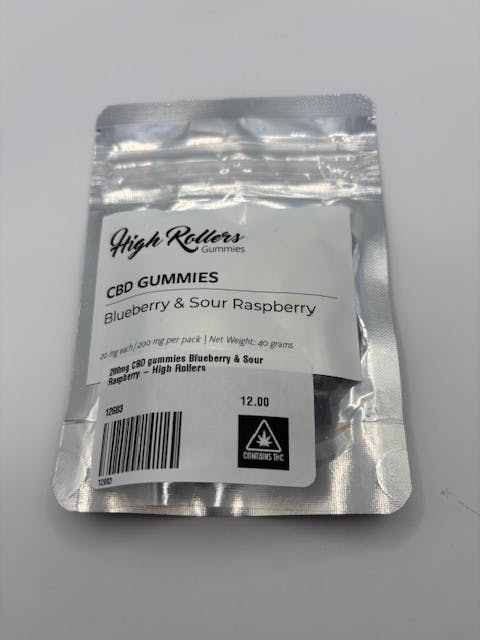 High Rollers
Gummies
CBD GUMMIES
Blueberry & Sour Raspberry
20 mg each/200 mg per pack | Net Weight: 40 grams
200mg CBD gummies Blueberry & Sour
Raspberry – High Rollers
12683
12.00
CONTAINS THC
12683